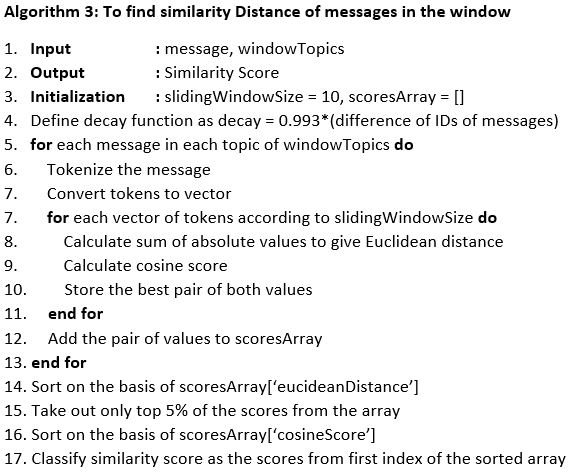 Algorithm 3: To find similarity Distance of messages in the window
1. Input : message, windowTopics
2. Output : Similarity Score
3. Initialization : slidingWindowSize = 10, scoresArray = []
4. Define decay function as decay = 0.993*(difference of IDs of messages)
5. for each message in each topic of windowTopics do
6. Tokenize the message
7. Convert tokens to vector
7. for each vector of tokens according to slidingWindowSize do
8. Calculate sum of absolute values to give Euclidean distance
9. Calculate cosine score
10. Store the best pair of both values
11. end for
12. Add the pair of values to scoresArray
13. end for
14. Sort on the basis of scoresArray[‘eucideanDistance’]
15. Take out only top 5% of the scores from the array
16. Sort on the basis of scoresArray[‘cosineScore’]
17. Classify similarity score as the scores from first index of the sorted array